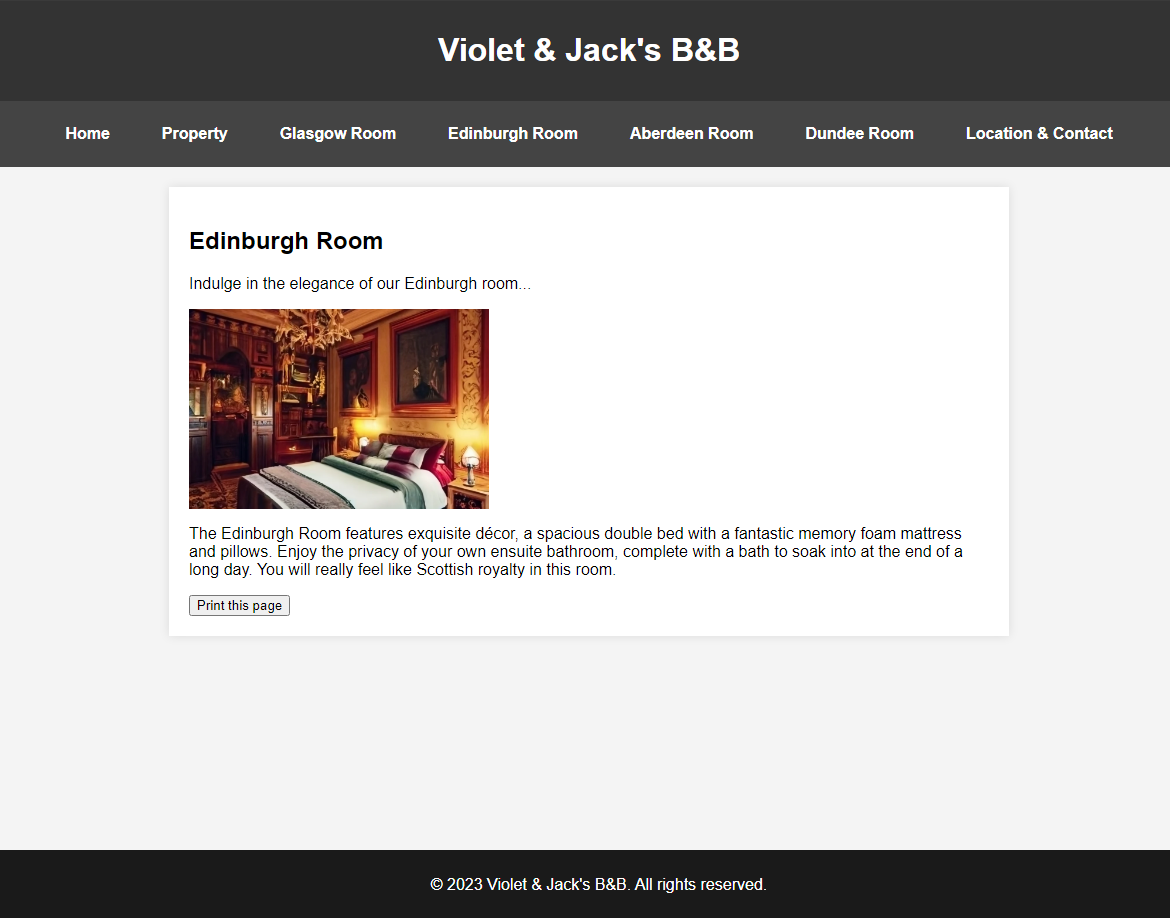 Violet & Jack's B&B
Home Property Glasgow Room Edinburgh Room Aberdeen Room Dundee Room Location & Contact
Edinburgh Room
Indulge in the elegance of our Edinburgh room...
The Edinburgh Room features exquisite décor, a spacious double bed with a fantastic memory foam mattress
and pillows. Enjoy the privacy of your own ensuite bathroom, complete with a bath to soak into at the end of a
long day. You will really feel like Scottish royalty in this room.
Print this page
© 2023 Violet & Jack's B&B. All rights reserved.